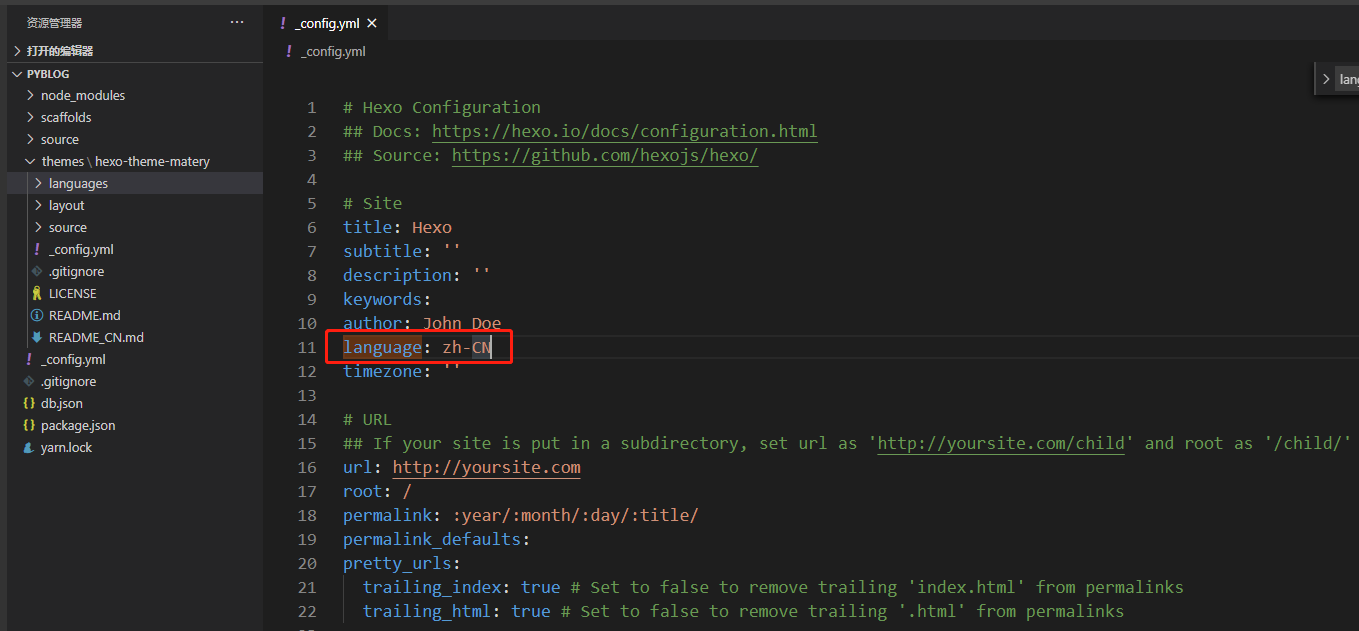 资源管理器
···
打开的编辑器
PYBLOG
node_modules
scaffolds
source
themes \ hexo-theme-matery
languages
layout
source
! _config.yml
.gitignore
LICENSE
README.md
README_CN.md
! _config.yml
.gitignore
{} db.json
{} package.json
yarn.lock
! _config.yml ×
! _config.yml
lang
1 # Hexo Configuration
2 ## Docs: https://hexo.io/docs/configuration.html
3 ## Source: https://github.com/hexojs/hexo/
4
5 # Site
6 title: Hexo
7 subtitle: ''
8 description: ''
9 keywords:
10 author: John Doe
11 language: zh-CN
12 timezone: ''
13
14 # URL
15 ## If your site is put in a subdirectory, set url as 'http://yoursite.com/child' and root as '/child/'
16 url: http://yoursite.com
17 root: /
18 permalink: :year/:month/:day/:title/
19 permalink_defaults:
20 pretty_urls:
21 trailing_index: true # Set to false to remove trailing 'index.html' from permalinks
22 trailing_html: true # Set to false to remove trailing '.html' from permalinks